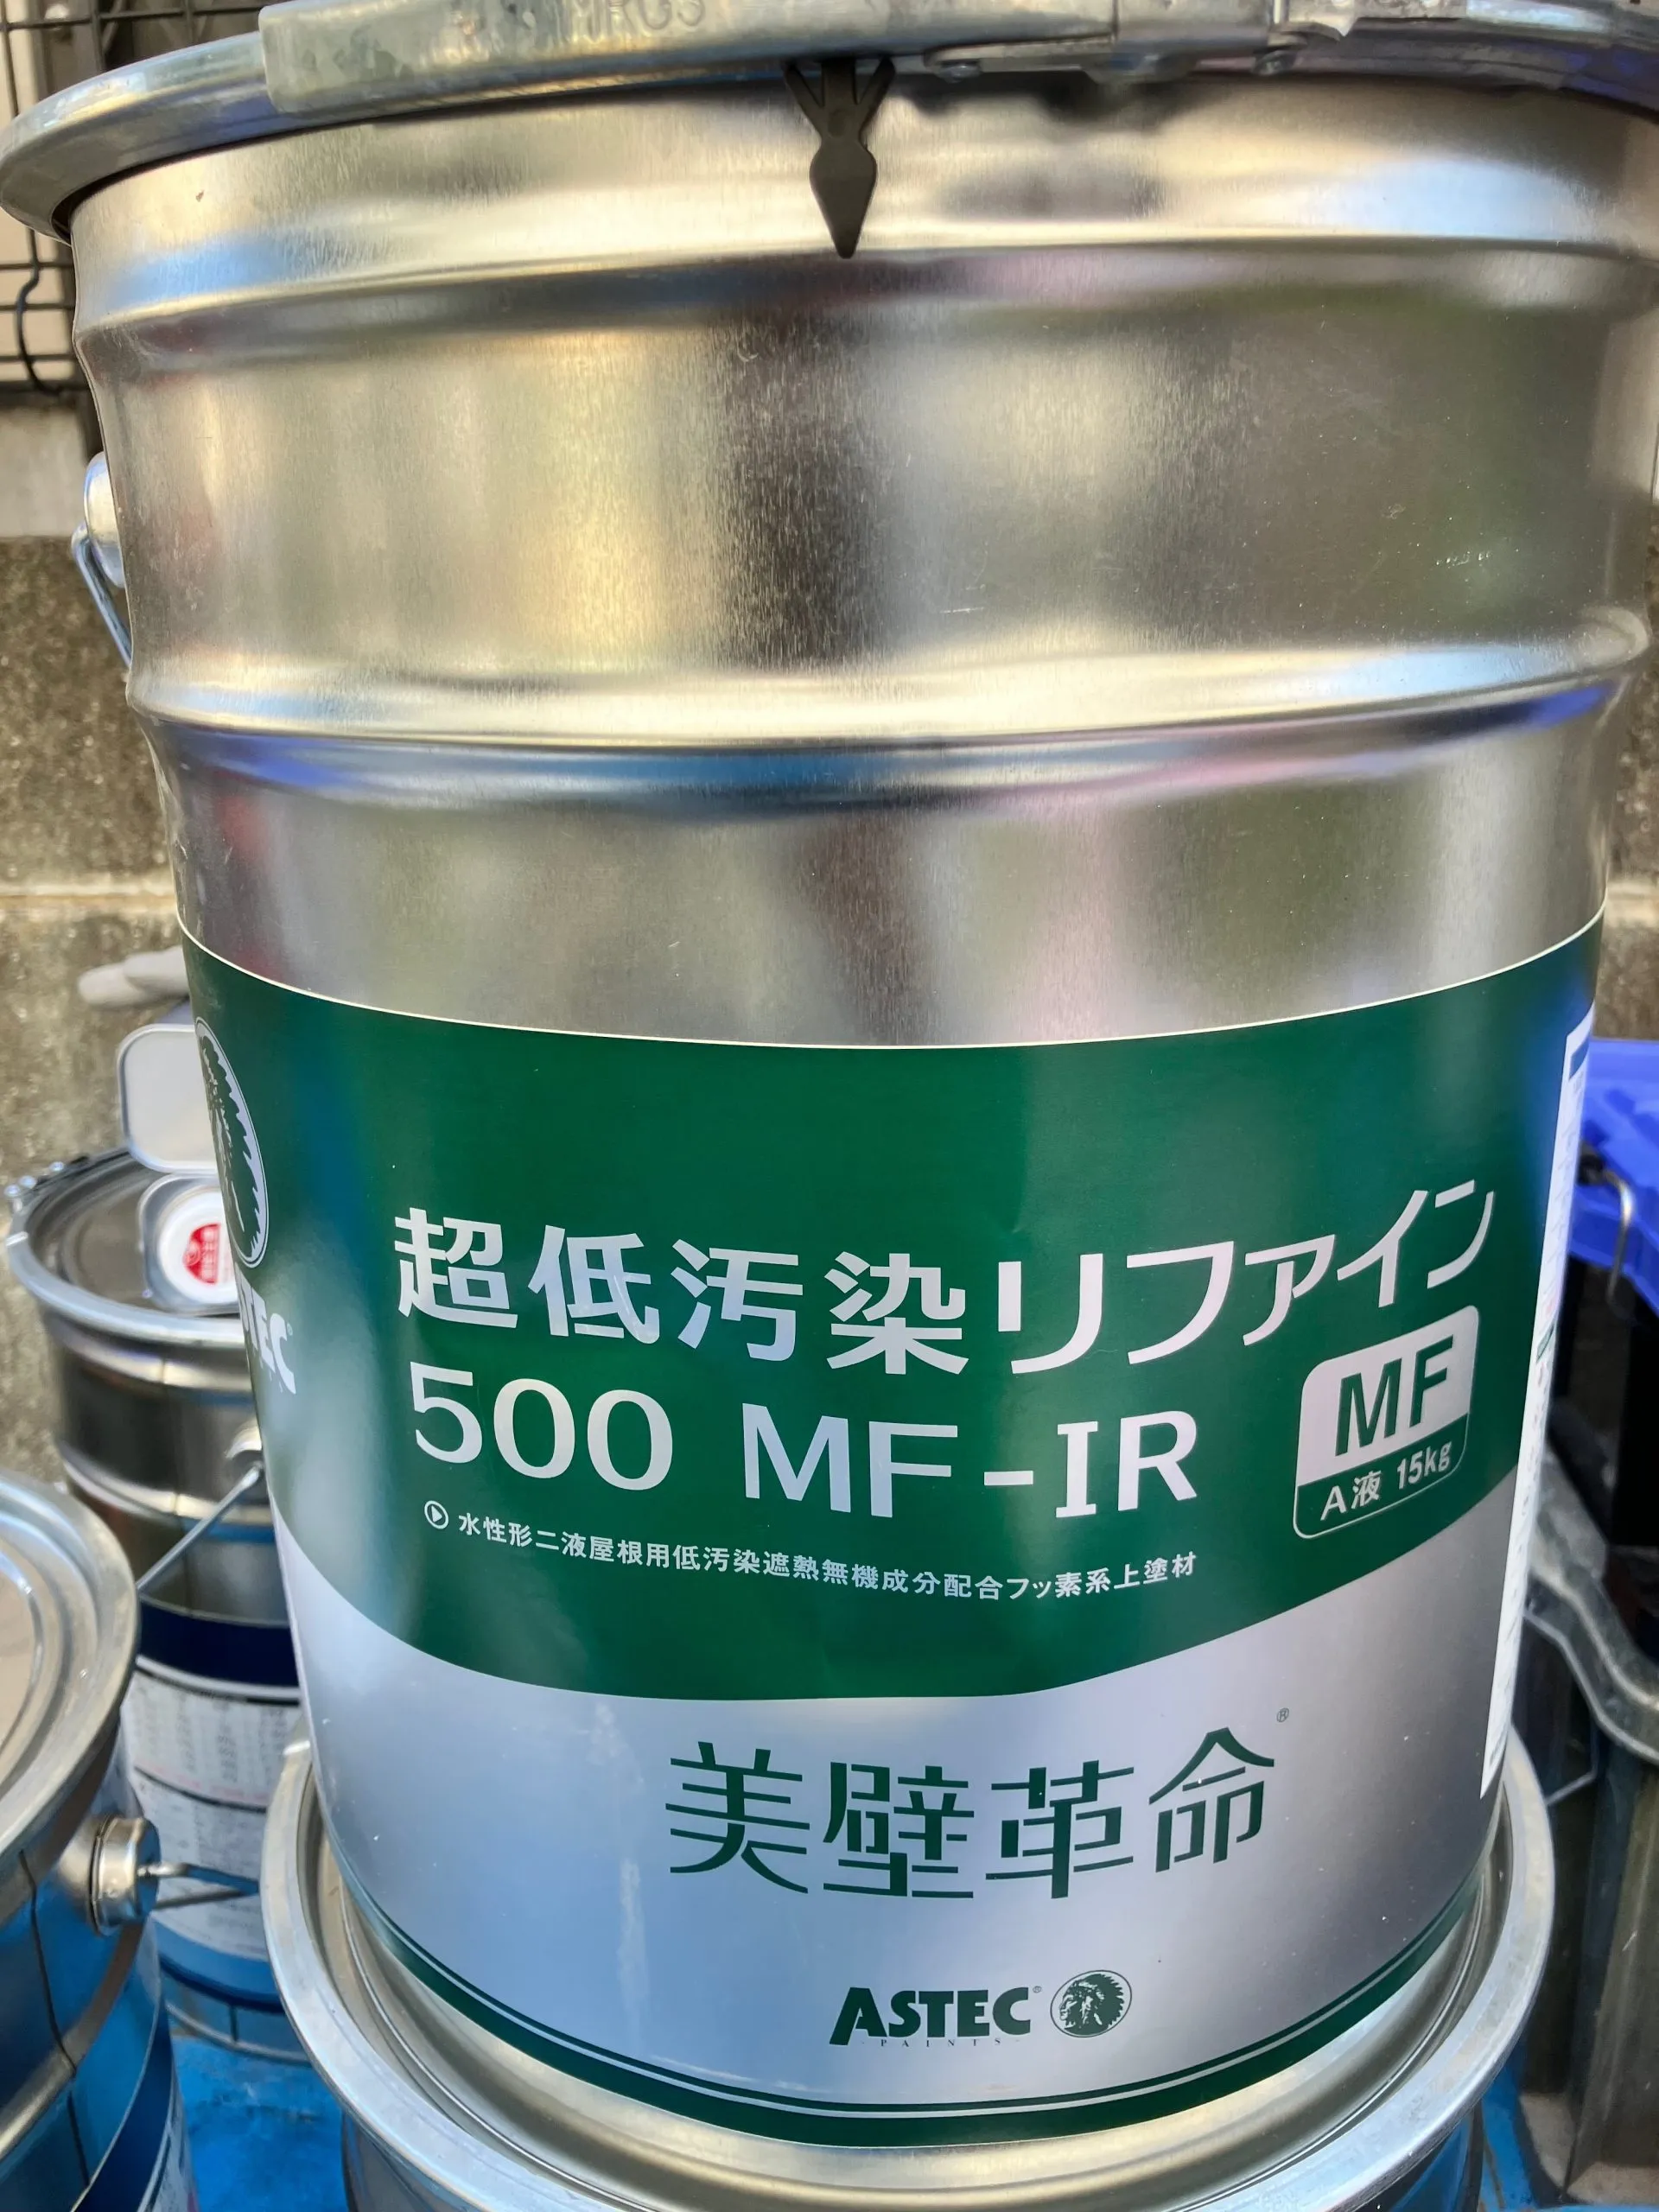 超低汚染リファイン
500 MF-IR
MF
A液 15kg
水性形二液屋根用低汚染遮熱無機成分配合フッ素系上塗材
美壁革命®
ASTEC®
PAINTS